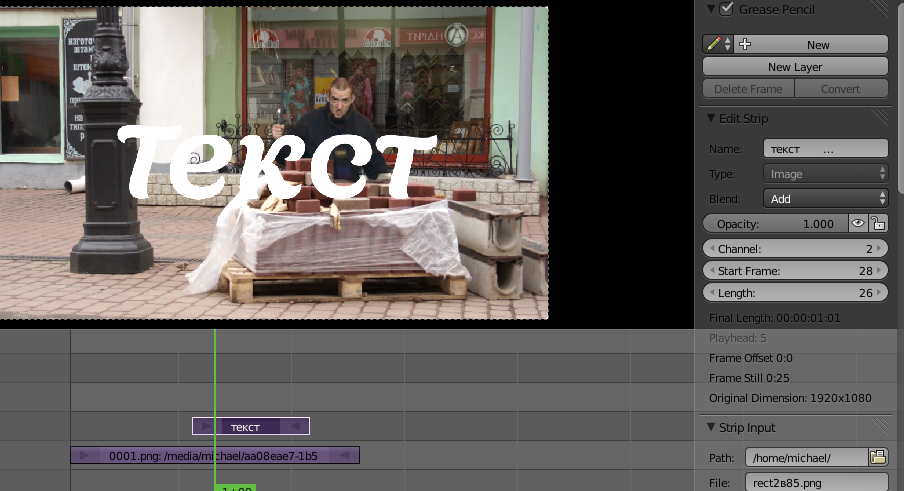 Grease Pencil
New
New Layer
Delete Frame Convert
Edit Strip
Name: текст ...
Type: Image
Blend: Add
Opacity: 1.000
Channel: 2
Start Frame: 28
Length: 26
Final Length: 00:00:01:01
Playhead: 5
Frame Offset 0:0
Frame Still 0:25
Original Dimension: 1920x1080
Strip Input
Path: /home/michael/
File: rect2в85.png
текст
текст
0001.png: /media/michael/aa08eae7-1b5